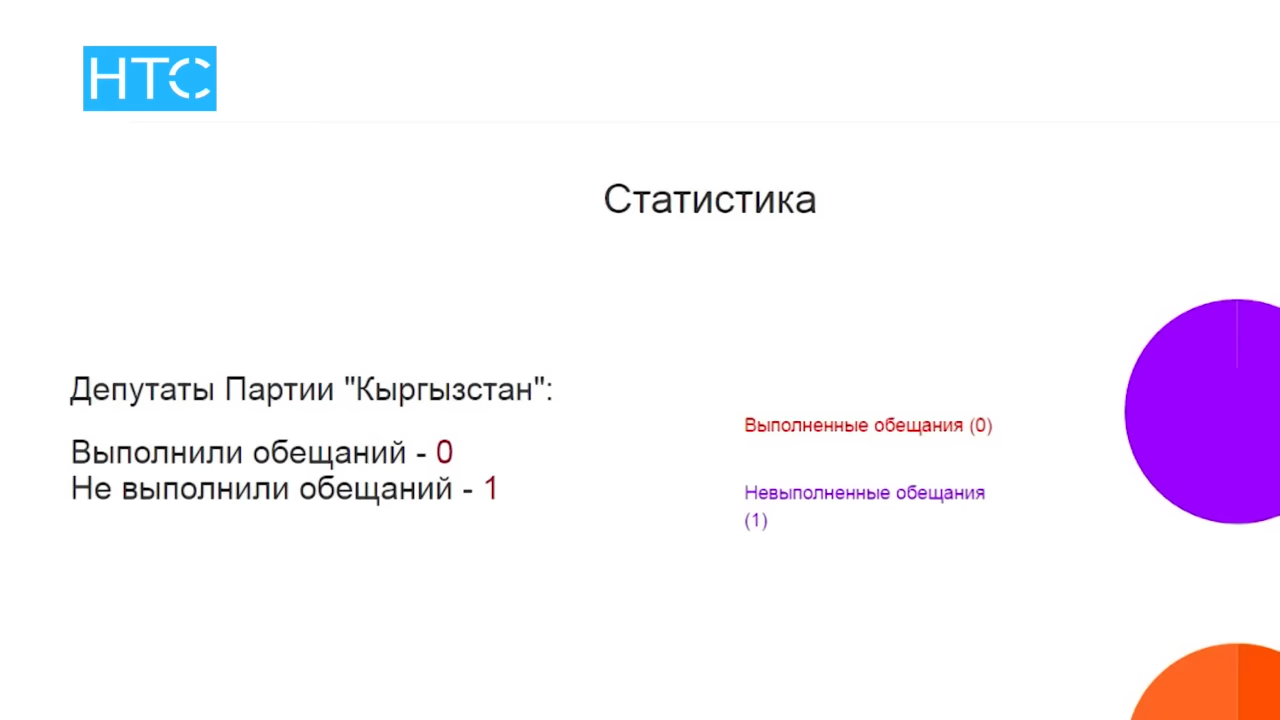 НТС
Статистика
Депутаты Партии "Кыргызстан":
Выполнили обещаний - 0
Не выполнили обещаний - 1
Выполненные обещания (0)
Невыполненные обещания
(1)